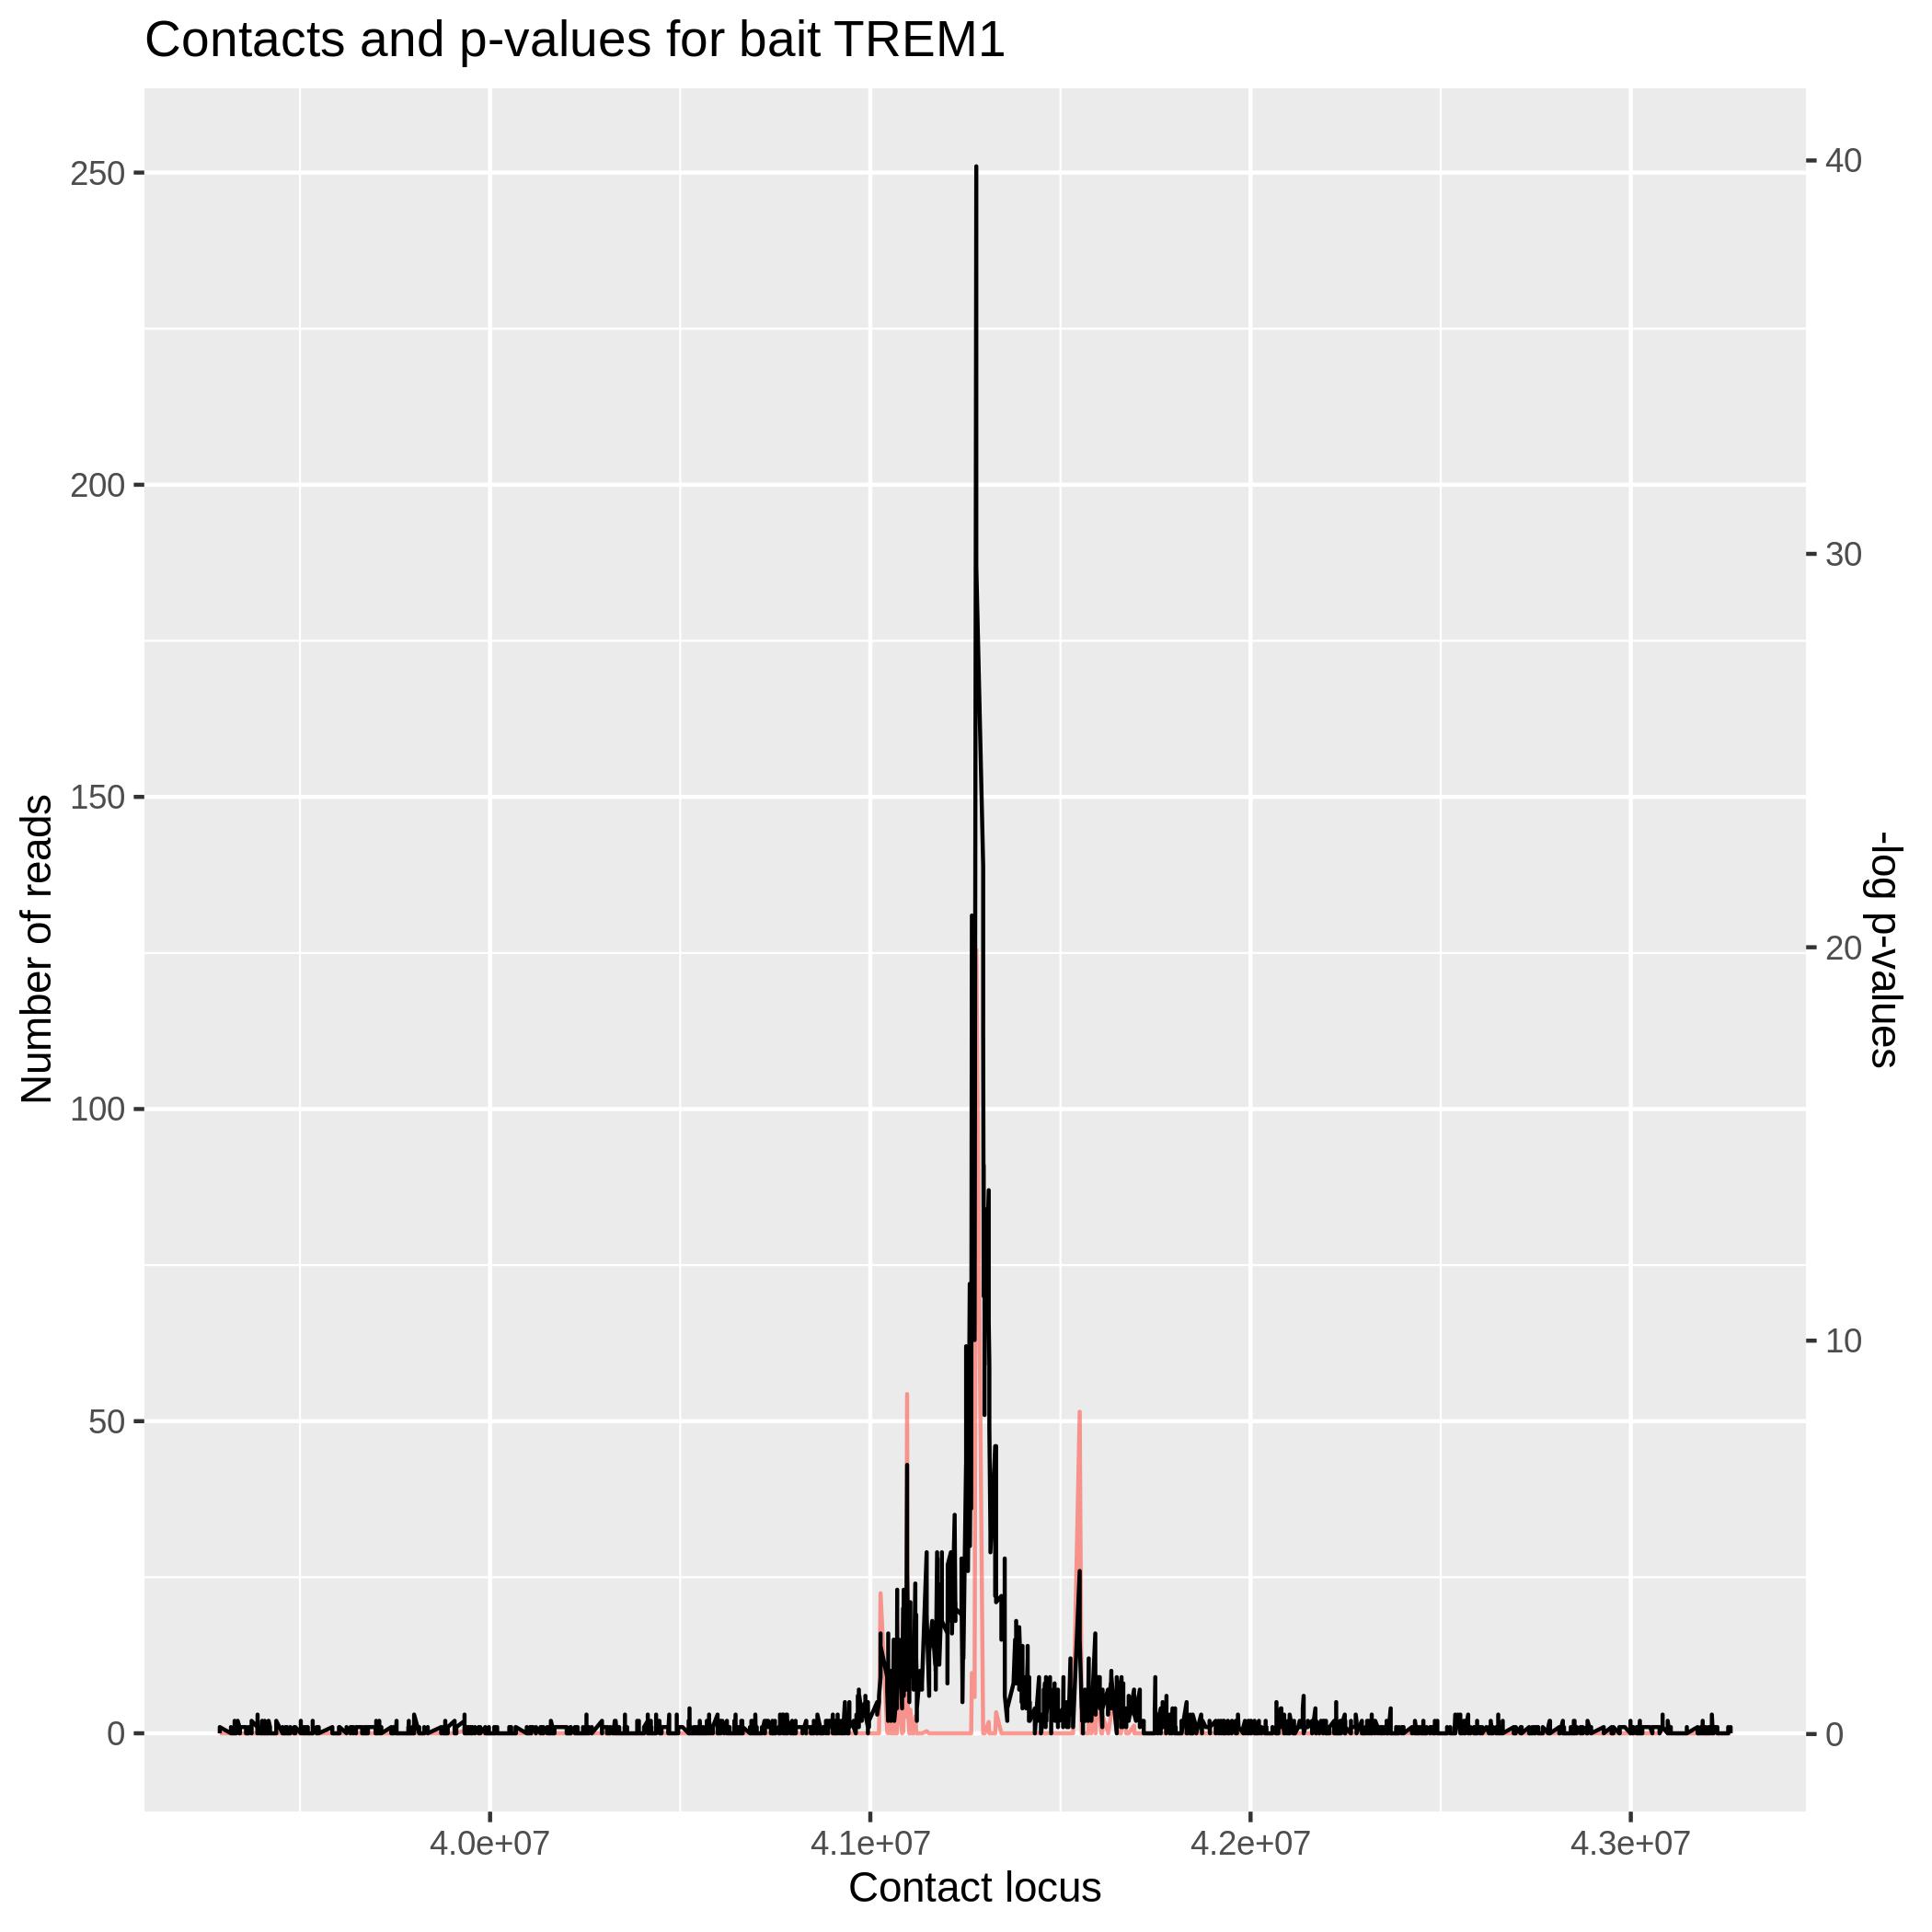 Contacts and p-values for bait TREM1
250
200
150
100
50
0
Number of reads
40
30
20
10
0
-log p-values
4.0e+07
4.1e+07
4.2e+07
4.3e+07
Contact locus